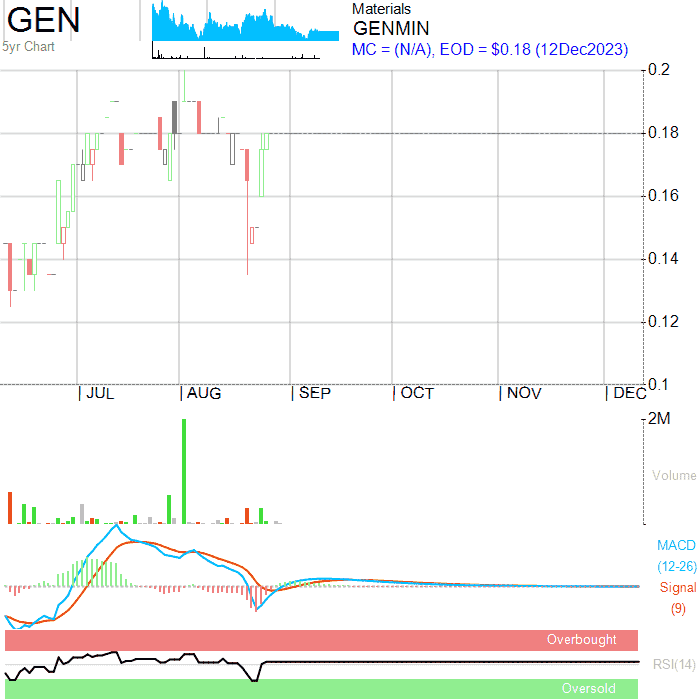 GEN
5yr Chart
Materials
GENMIN
MC = (N/A), EOD = $0.18 (12Dec2023)
0.2
0.18
0.16
0.14
0.12
0.1
| JUL | AUG | SEP | OCT | NOV | DEC
2M
Volume
MACD
(12-26)
Signal
(9)
Overbought
RSI(14)
Oversold